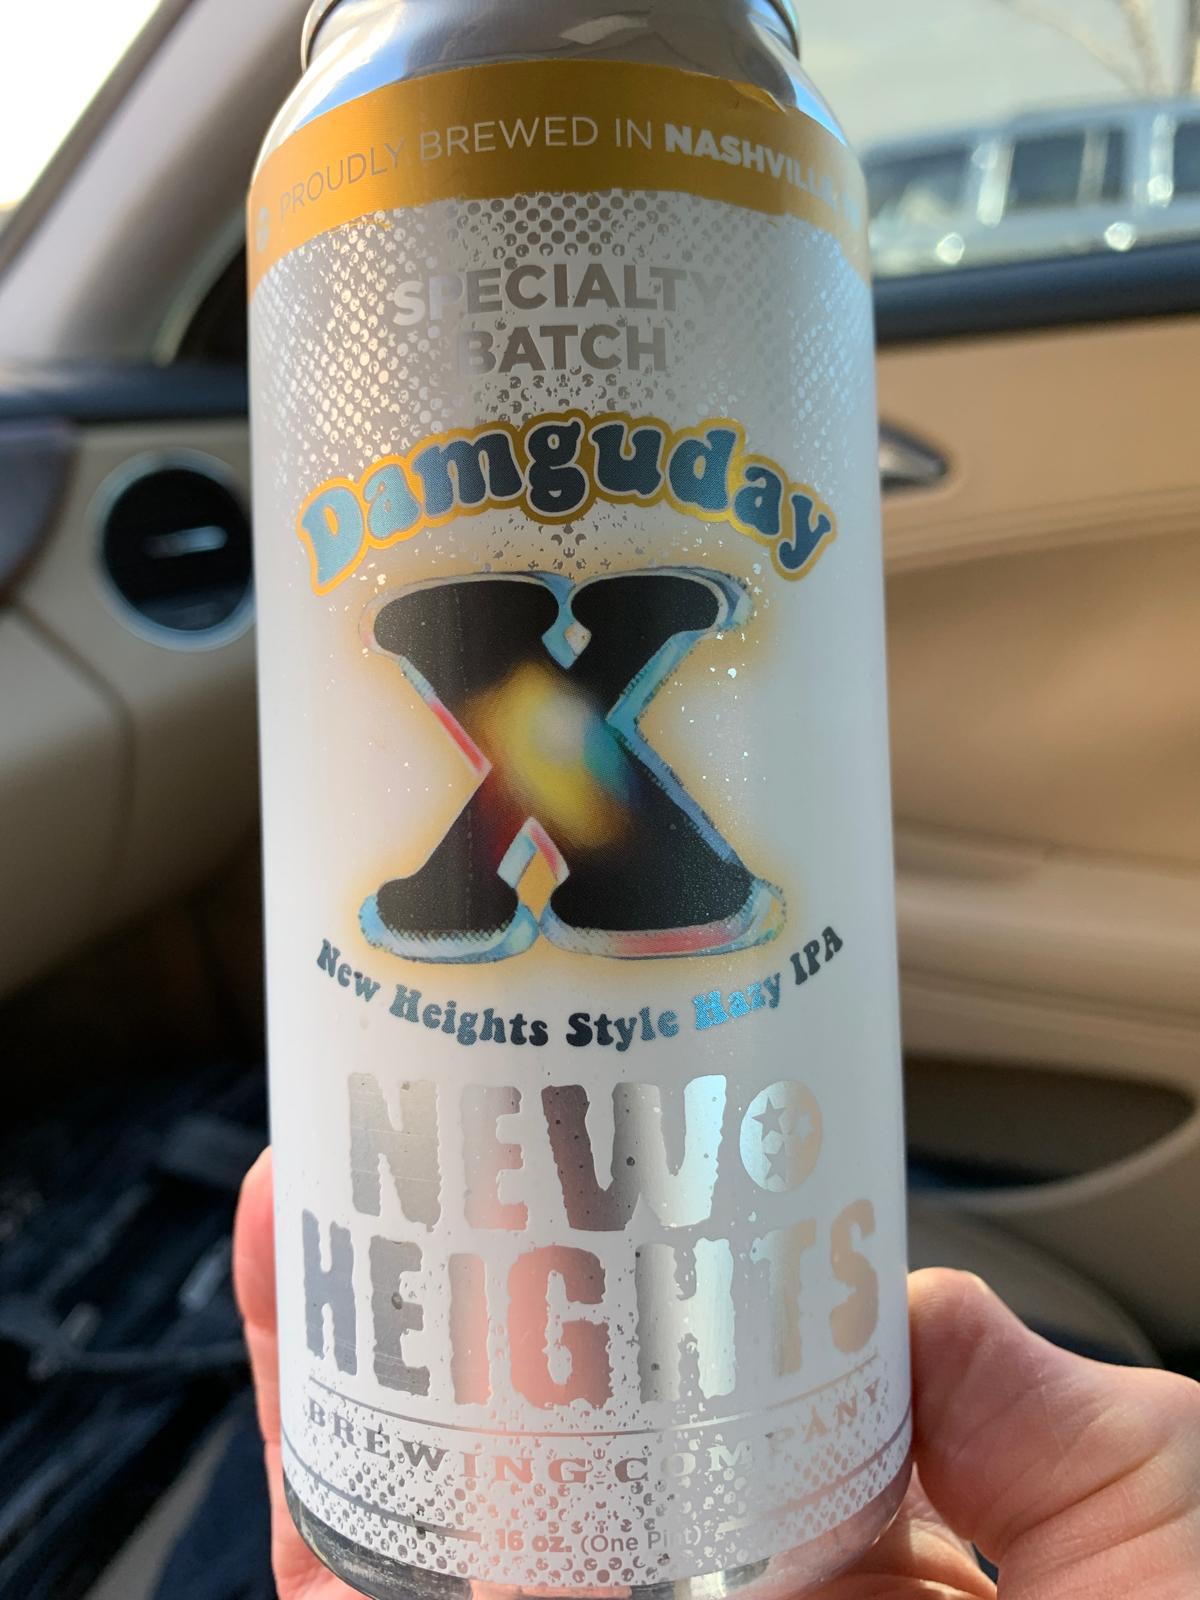 PROUDLY BREWED IN NASHVILLE
SPECIALTY
BATCH
Damguday
X
New Heights Style Hazy IPA
NEW
HEIGHTS
BREWING COMPANY
16 oz. (One Pint)